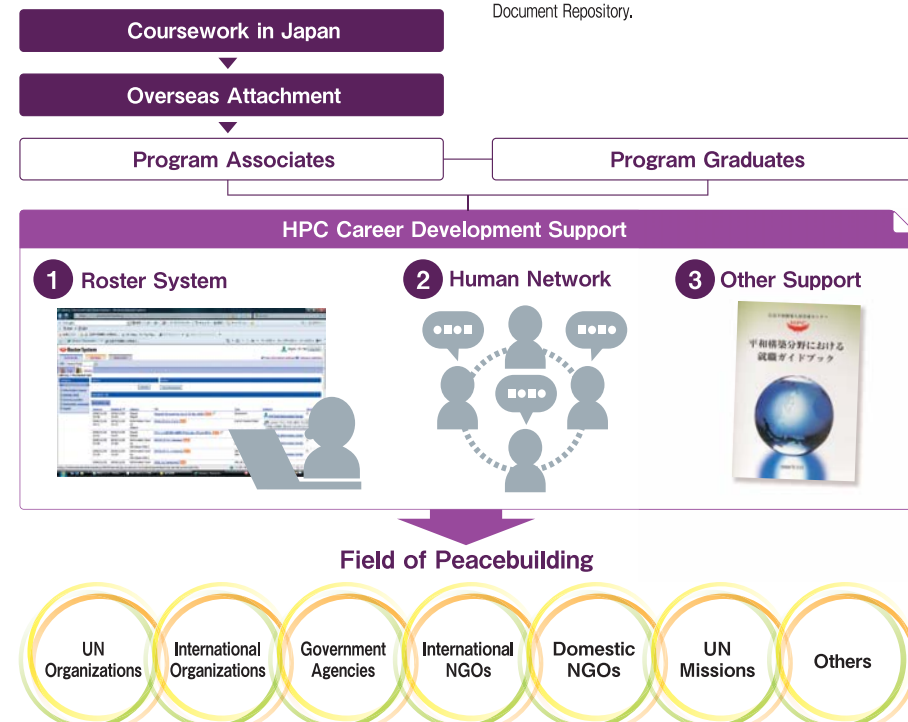 Document Repository.
Coursework in Japan
Overseas Attachment
Program Associates
Program Graduates
HPC Career Development Support
1 Roster System
2 Human Network
3 Other Support
Roster System
平和構築分野における
就職ガイドブック
Field of Peacebuilding
UN
Organizations
International
Organizations
Government
Agencies
International
NGOs
Domestic
NGOs
UN
Missions
Others